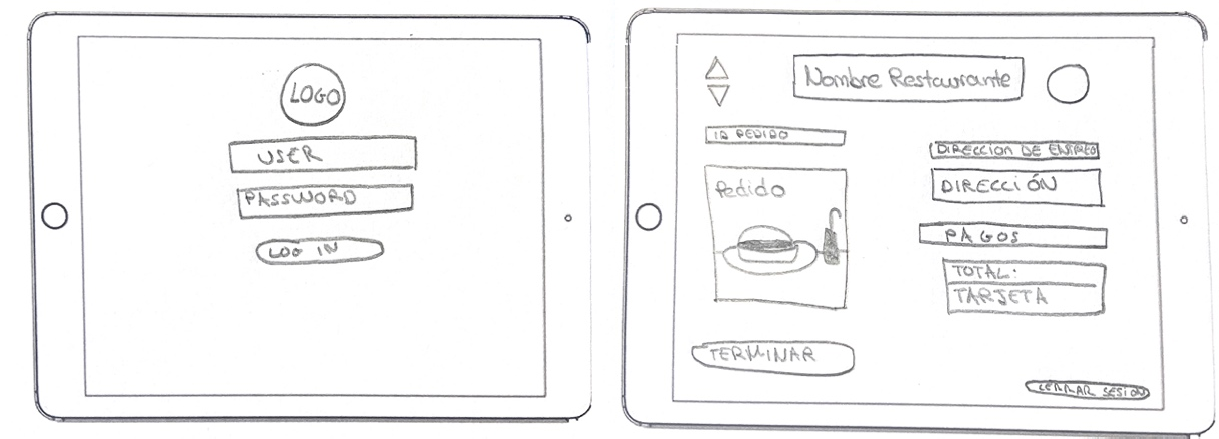 LOGO
USER
PASSWORD
LOG IN
Nombre Restaurante
ID PEDIDO
Pedido
DIRECCION DE
DIRECCIÓN
PAGOS
TOTAL:
TARJETA
TERMINAR
CERRAR SESION